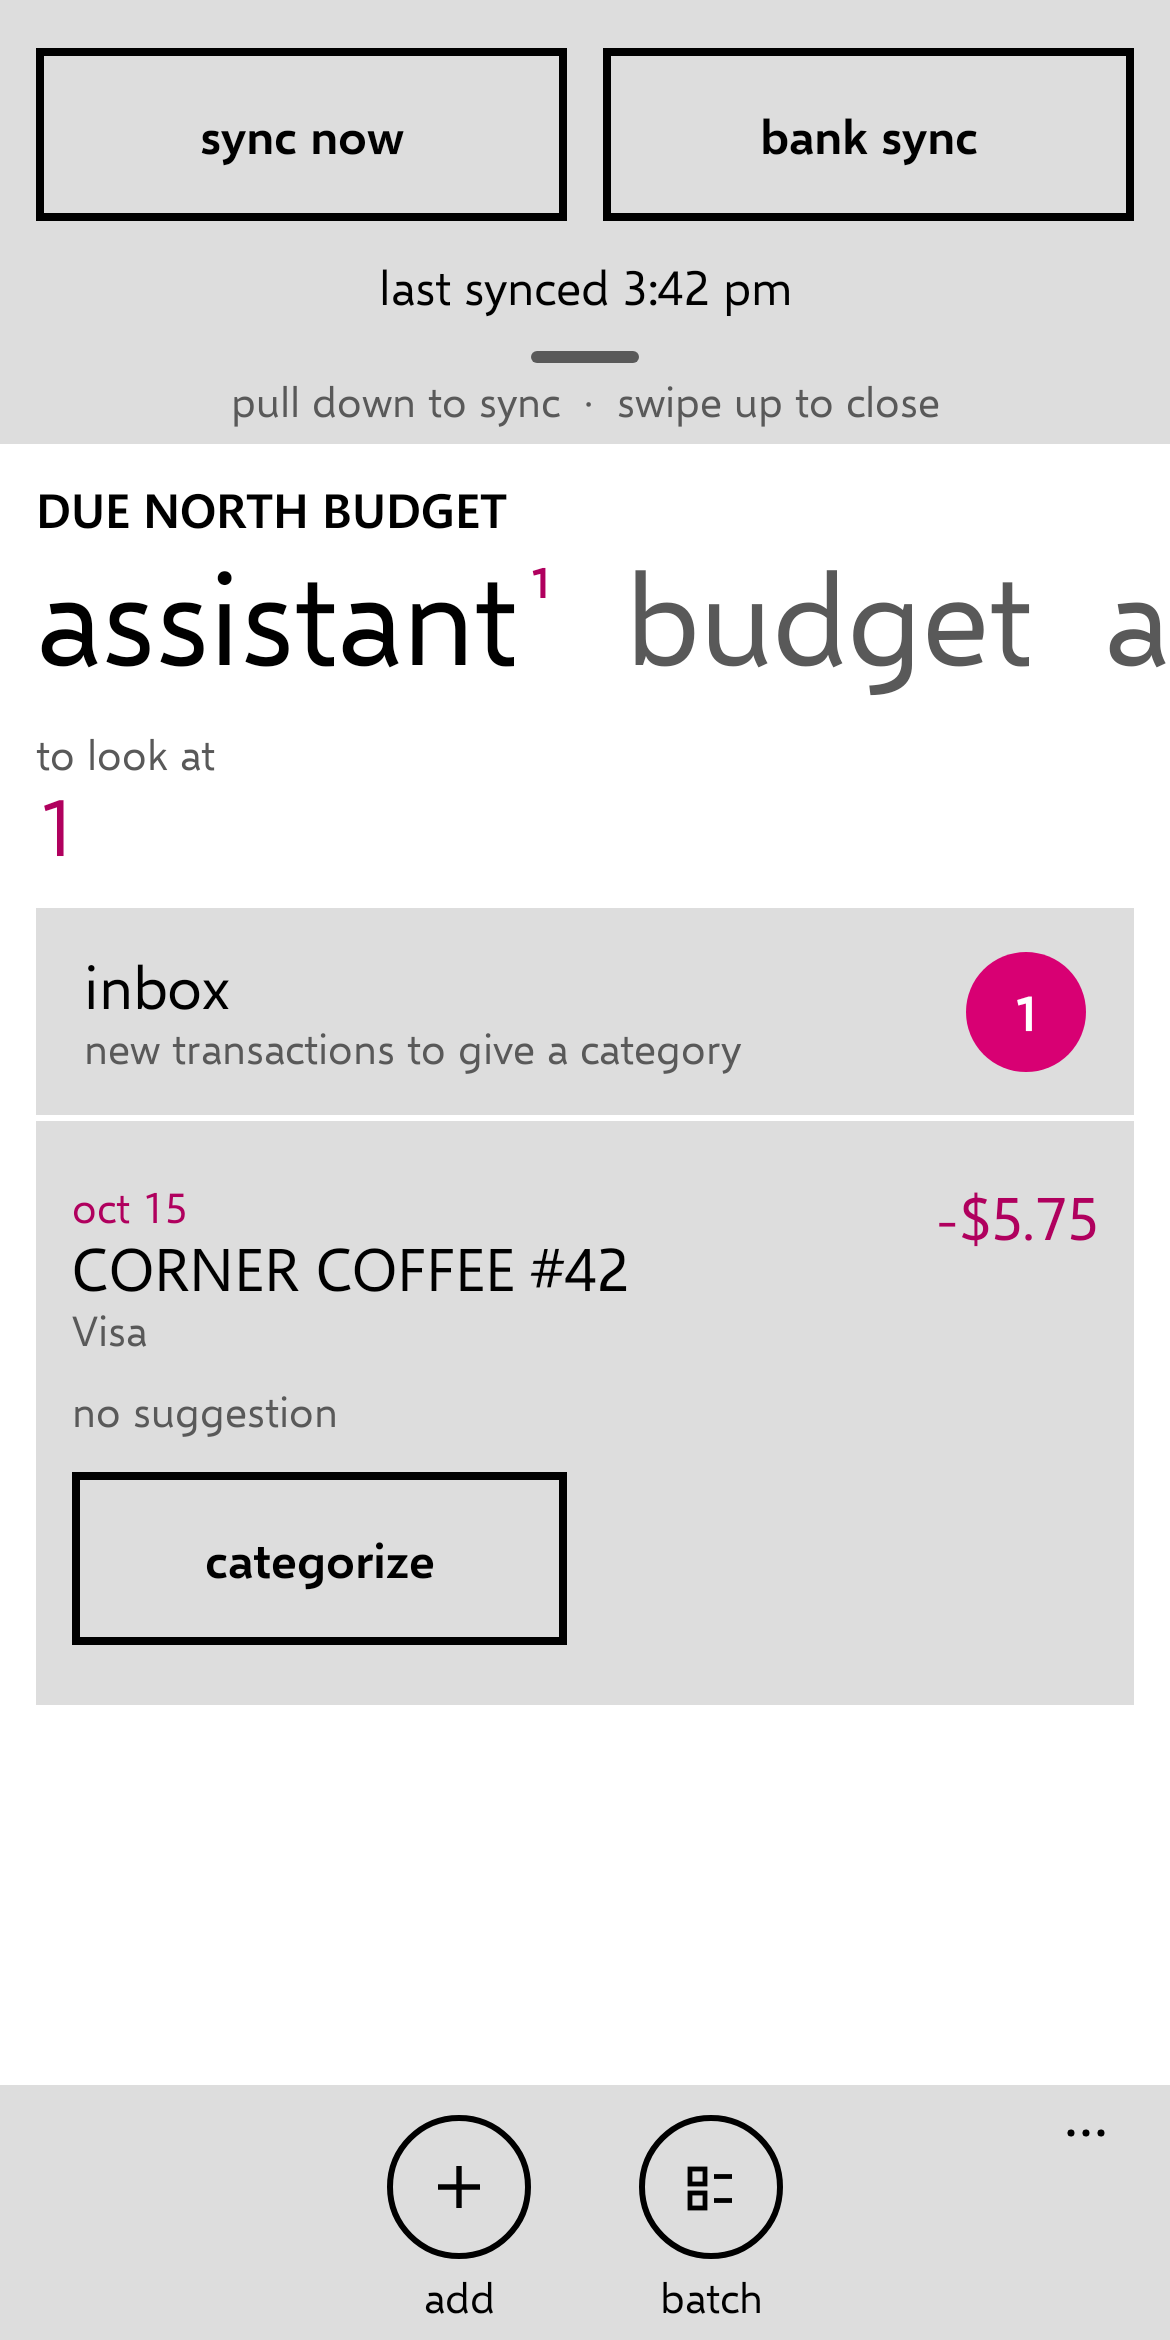 sync now
bank sync
last synced 3:42 pm
pull down to sync · swipe up to close
DUE NORTH BUDGET
assistant 1 budget a
to look at
1
inbox
new transactions to give a category
1
oct 15
-$5.75
CORNER COFFEE #42
Visa
no suggestion
categorize
...
add
batch